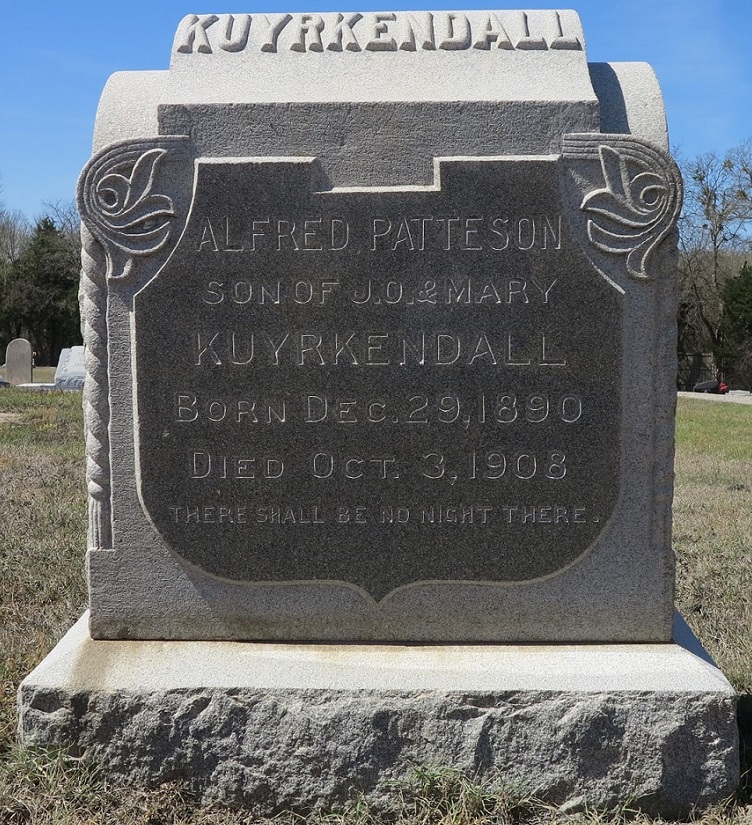 KUYRKENDALL
ALFRED PATTESON
SON OF J.O. & MARY
KUYRKENDALL
BORN DEC. 29, 1890
DIED OCT. 3, 1908
THERE SHALL BE NO NIGHT THERE.